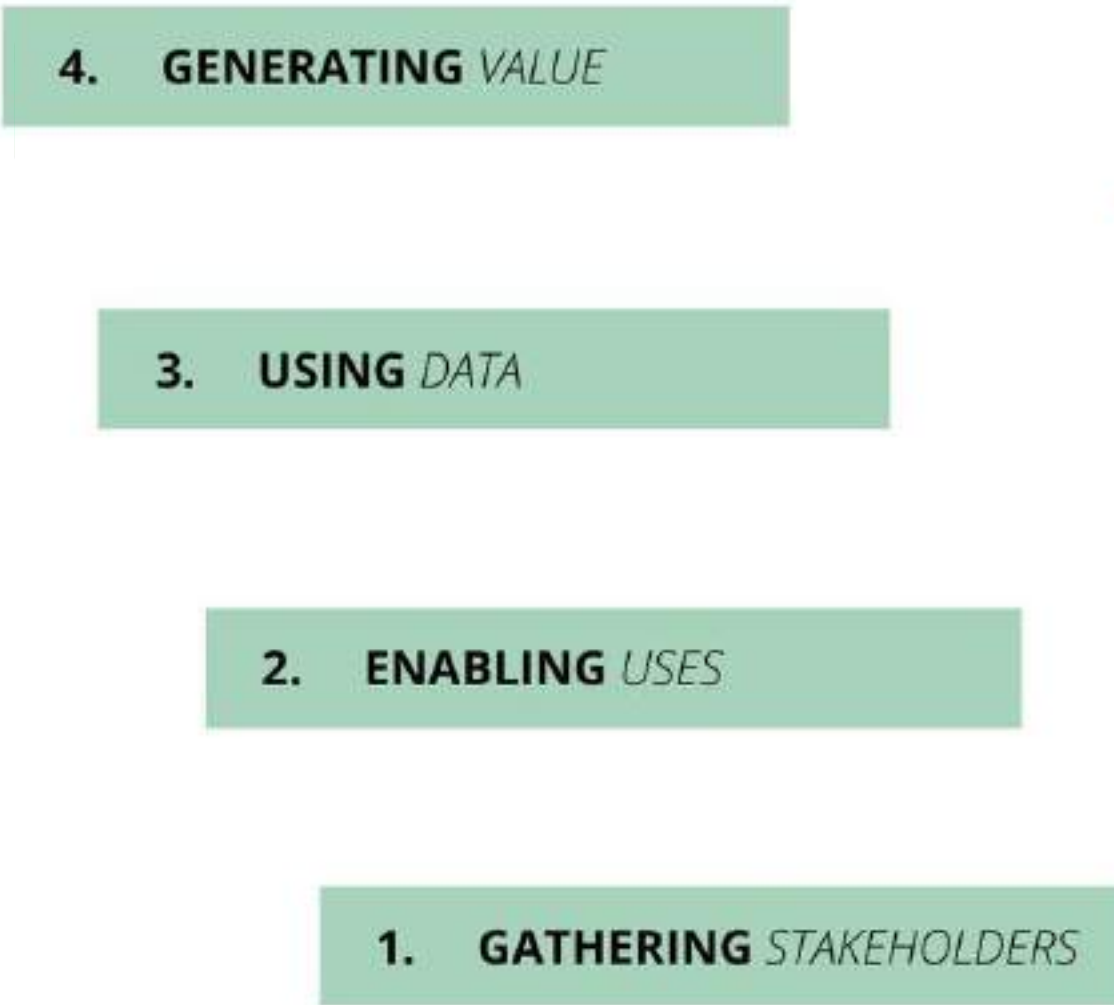 4. GENERATING VALUE
3. USING DATA
2. ENABLING USES
1. GATHERING STAKEHOLDERS